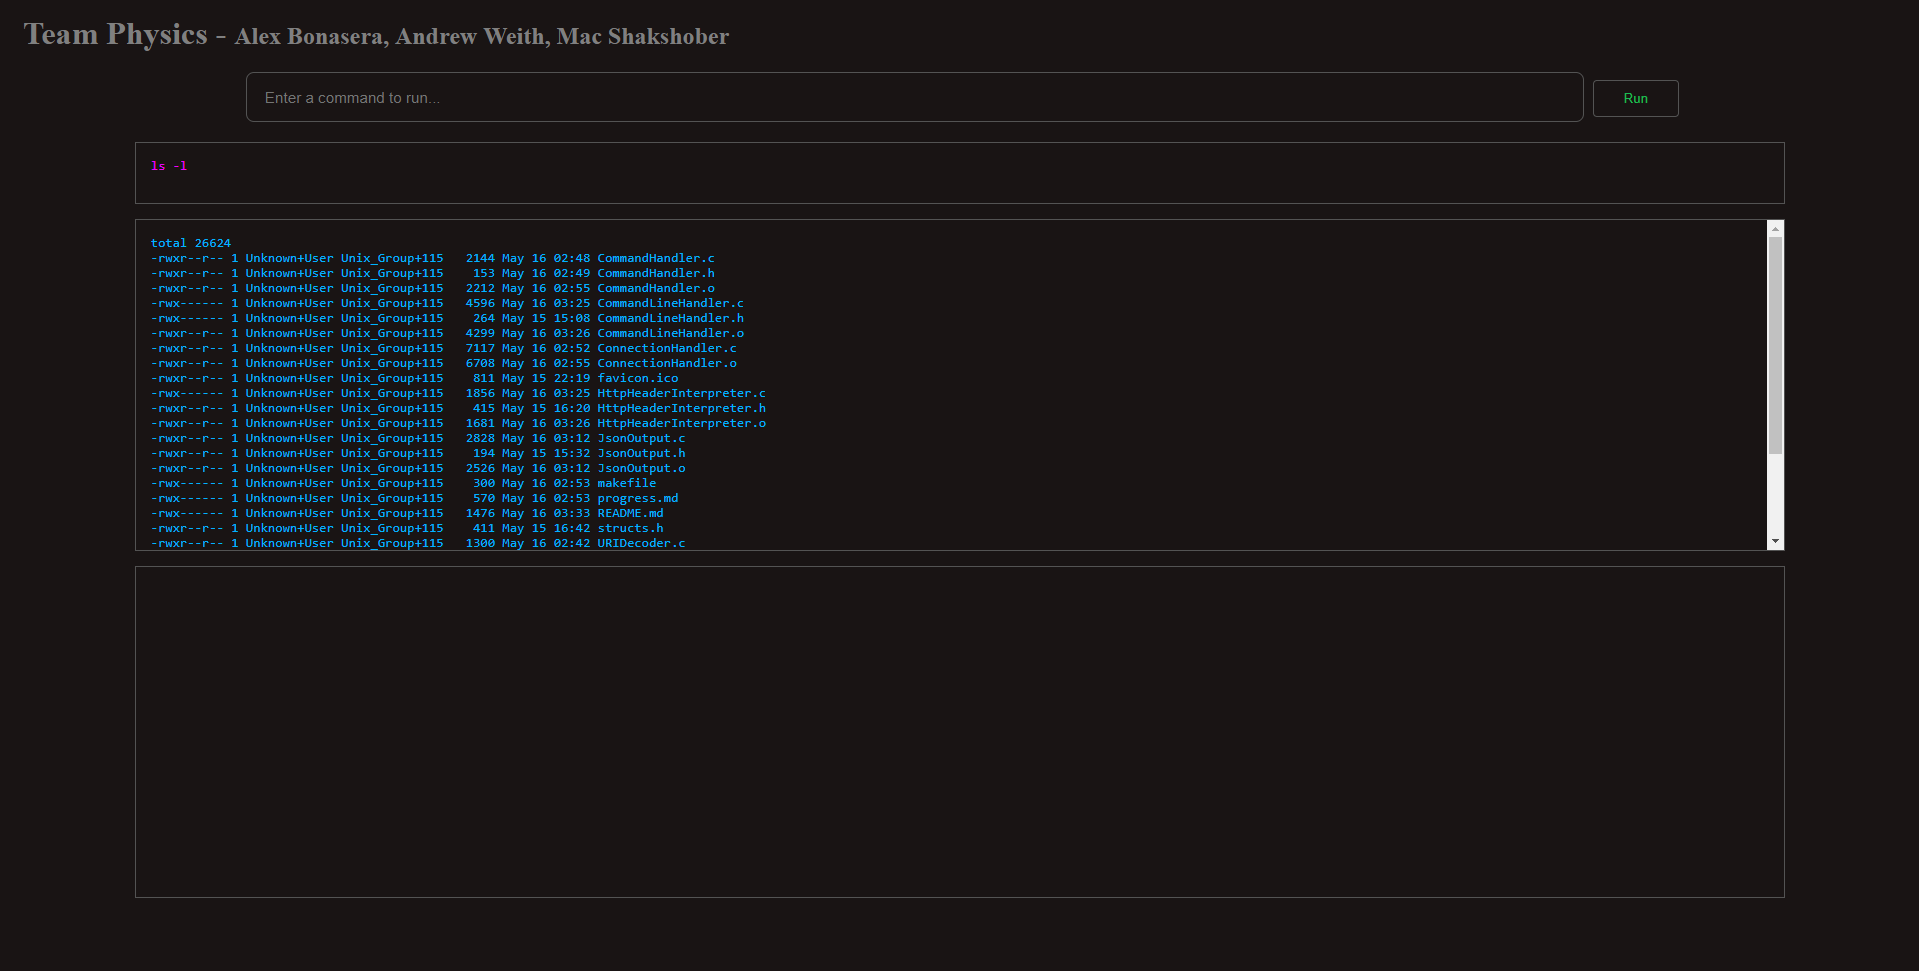 Team Physics - Alex Bonasera, Andrew Weith, Mac Shakshober
Enter a command to run...
Run
ls -l
total 26624
-rwxr--r-- 1 Unknown+User Unix_Group+115   2144 May 16 02:48 CommandHandler.c
-rwxr--r-- 1 Unknown+User Unix_Group+115    153 May 16 02:49 CommandHandler.h
-rwxr--r-- 1 Unknown+User Unix_Group+115   2212 May 16 02:55 CommandHandler.o
-rwx------ 1 Unknown+User Unix_Group+115   4596 May 16 03:25 CommandLineHandler.c
-rwx------ 1 Unknown+User Unix_Group+115    264 May 15 15:08 CommandLineHandler.h
-rwxr--r-- 1 Unknown+User Unix_Group+115   4299 May 16 03:26 CommandLineHandler.o
-rwxr--r-- 1 Unknown+User Unix_Group+115   7117 May 16 02:52 ConnectionHandler.c
-rwxr--r-- 1 Unknown+User Unix_Group+115   6708 May 16 02:55 ConnectionHandler.o
-rwxr--r-- 1 Unknown+User Unix_Group+115    811 May 15 22:19 favicon.ico
-rwx------ 1 Unknown+User Unix_Group+115   1856 May 16 03:25 HttpHeaderInterpreter.c
-rwxr--r-- 1 Unknown+User Unix_Group+115    415 May 15 16:20 HttpHeaderInterpreter.h
-rwxr--r-- 1 Unknown+User Unix_Group+115   1681 May 16 03:26 HttpHeaderInterpreter.o
-rwxr--r-- 1 Unknown+User Unix_Group+115   2828 May 16 03:12 JsonOutput.c
-rwxr--r-- 1 Unknown+User Unix_Group+115    194 May 15 15:32 JsonOutput.h
-rwxr--r-- 1 Unknown+User Unix_Group+115   2526 May 16 03:12 JsonOutput.o
-rwx------ 1 Unknown+User Unix_Group+115    300 May 16 02:53 makefile
-rwx------ 1 Unknown+User Unix_Group+115    570 May 16 02:53 progress.md
-rwx------ 1 Unknown+User Unix_Group+115   1476 May 16 03:33 README.md
-rwxr--r-- 1 Unknown+User Unix_Group+115    411 May 15 16:42 structs.h
-rwxr--r-- 1 Unknown+User Unix_Group+115   1300 May 16 02:42 URIDecoder.c